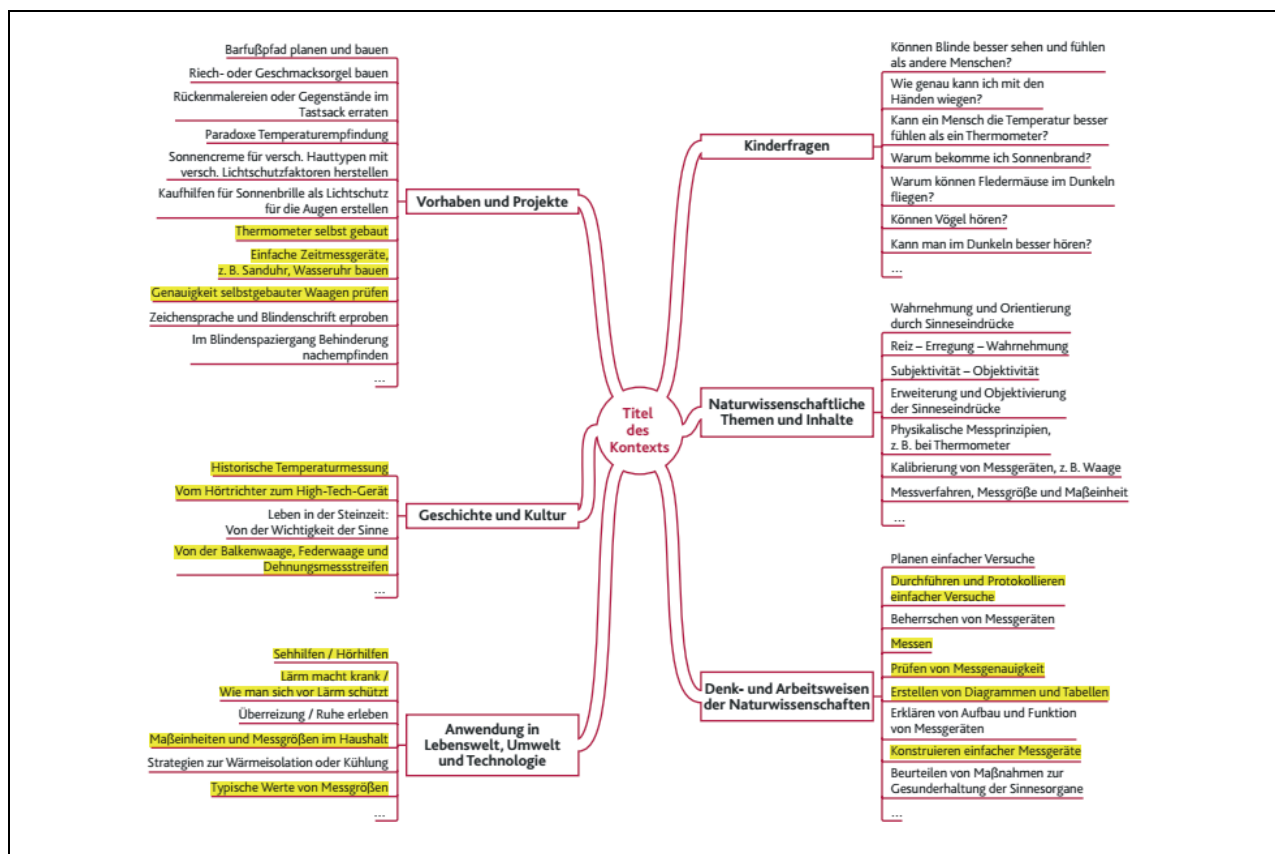 Barfußpfad planen und bauen
Riech- oder Geschmacksorgel bauen
Rückenmalereien oder Gegenstände im
Tastsack erraten
Paradoxe Temperaturempfindung
Sonnencreme für versch. Hauttypen mit
versch. Lichtschutzfaktoren herstellen
Kaufhilfen für Sonnenbrille als Lichtschutz
für die Augen erstellen
Thermometer selbst gebaut
Einfache Zeitmessgeräte,
z. B. Sanduhr, Wasseruhr bauen
Genauigkeit selbstgebauter Waagen prüfen
Zeichensprache und Blindenschrift erproben
Im Blindenspaziergang Behinderung
nachempfinden
...
Vorhaben und Projekte
Historische Temperaturmessung
Vom Hörtrichter zum High-Tech-Gerät
Leben in der Steinzeit:
Von der Wichtigkeit der Sinne
Von der Balkenwaage, Federwaage und
Dehnungsmessstreifen
...
Geschichte und Kultur
Sehhilfen / Hörhilfen
Lärm macht krank /
Wie man sich vor Lärm schützt
Überreizung / Ruhe erleben
Maßeinheiten und Messgrößen im Haushalt
Strategien zur Wärmeisolation oder Kühlung
Typische Werte von Messgrößen
...
Anwendung in
Lebenswelt, Umwelt
und Technologie
Titel
des
Kontexts
Kinderfragen
Können Blinde besser sehen und fühlen
als andere Menschen?
Wie genau kann ich mit den
Händen wiegen?
Kann ein Mensch die Temperatur besser
fühlen als ein Thermometer?
Warum bekomme ich Sonnenbrand?
Warum können Fledermäuse im Dunkeln
fliegen?
Können Vögel hören?
Kann man im Dunkeln besser hören?
...
Naturwissenschaftliche
Themen und Inhalte
Wahrnehmung und Orientierung
durch Sinneseindrücke
Reiz – Erregung – Wahrnehmung
Subjektivität – Objektivität
Erweiterung und Objektivierung
der Sinneseindrücke
Physikalische Messprinzipien,
z. B. bei Thermometer
Kalibrierung von Messgeräten, z. B. Waage
Messverfahren, Messgröße und Maßeinheit
...
Denk- und Arbeitsweisen
der Naturwissenschaften
Planen einfacher Versuche
Durchführen und Protokollieren
einfacher Versuche
Beherrschen von Messgeräten
Messen
Prüfen von Messgenauigkeit
Erstellen von Diagrammen und Tabellen
Erklären von Aufbau und Funktion
von Messgeräten
Konstruieren einfacher Messgeräte
Beurteilen von Maßnahmen zur
Gesunderhaltung der Sinnesorgane
...